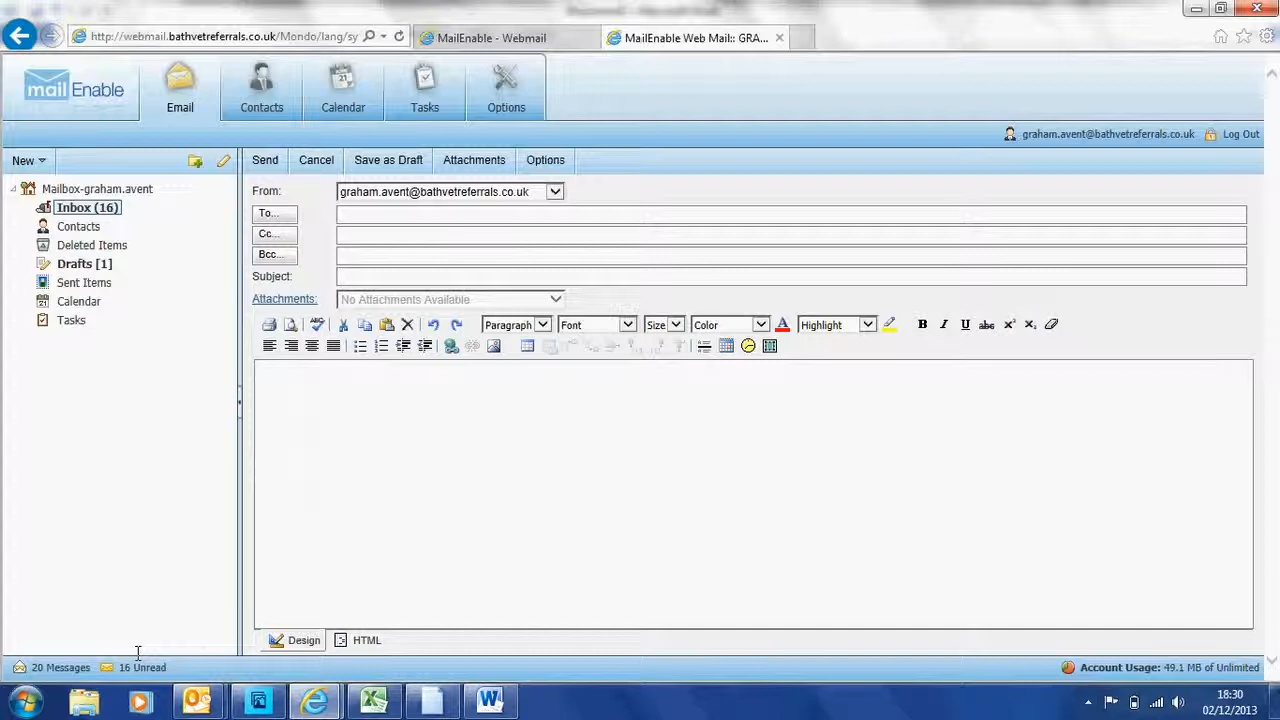 http://webmail.bathvetreferrals.co.uk/Mondo/lang/sy
MailEnable - Webmail
MailEnable Web Mail:: GRA...
mailEnable
Email
Contacts
Calendar
Tasks
Options
graham.avent@bathvetreferrals.co.uk
Log Out
New
Send
Cancel
Save as Draft
Attachments
Options
Mailbox-graham.avent
Inbox (16)
Contacts
Deleted Items
Drafts [1]
Sent Items
Calendar
Tasks
From:
graham.avent@bathvetreferrals.co.uk
To...
Cc...
Bcc...
Subject:
Attachments:
No Attachments Available
Paragraph
Font
Size
Color
A
Highlight
B
I
U
abc
x²
x₂
Design
HTML
20 Messages
16 Unread
Account Usage: 49.1 MB of Unlimited
18:30
02/12/2013